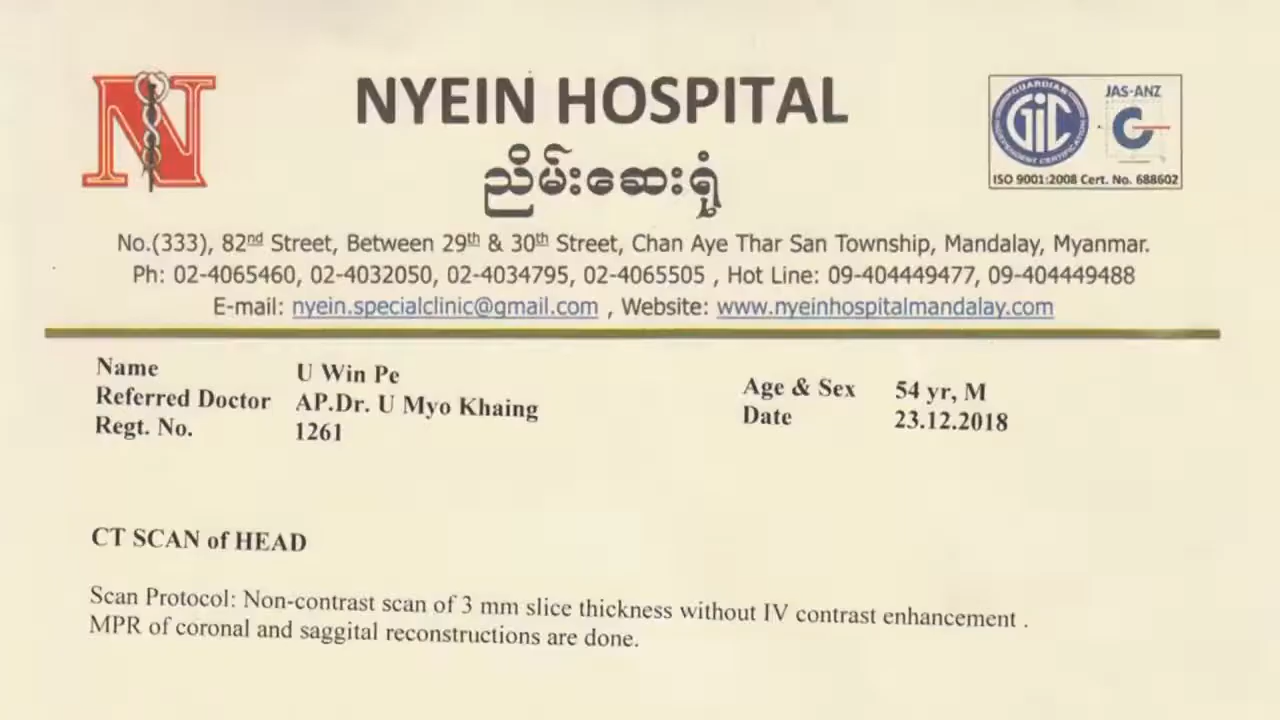 N
NYEIN HOSPITAL
ညိမ်းဆေးရုံ
GUARDIAN
GIC
INDEPENDENT CERTIFICATION
JAS-ANZ
ISO 9001:2008 Cert. No. 688602
No.(333), 82nd Street, Between 29th & 30th Street, Chan Aye Thar San Township, Mandalay, Myanmar.
Ph: 02-4065460, 02-4032050, 02-4034795, 02-4065505 , Hot Line: 09-404449477, 09-404449488
E-mail: nyein.specialclinic@gmail.com , Website: www.nyeinhospitalmandalay.com
Name U Win Pe
Referred Doctor AP.Dr. U Myo Khaing
Regt. No. 1261
Age & Sex 54 yr, M
Date 23.12.2018
CT SCAN of HEAD
Scan Protocol: Non-contrast scan of 3 mm slice thickness without IV contrast enhancement .
MPR of coronal and saggital reconstructions are done.